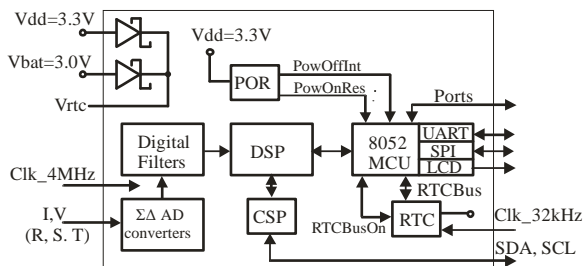 Vdd=3.3V
Vdd=3.3V
Vbat=3.0V
PowOffInt
POR
PowOnRes
Vrtc
Ports
Digital
Filters
DSP
8052
MCU
UART
SPI
LCD
Clk_4MHz
RTCBus
I,V
(R, S. T)
ΣΔ AD
converters
CSP
RTCBusOn
RTC
Clk_32kHz
SDA, SCL